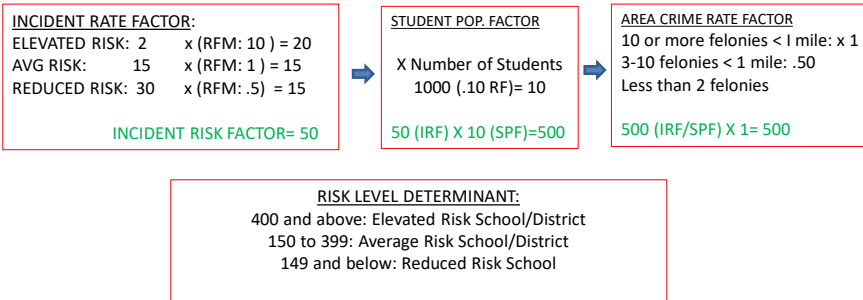 INCIDENT RATE FACTOR:
ELEVATED RISK: 2 x (RFM: 10 ) = 20
AVG RISK: 15 x (RFM: 1 ) = 15
REDUCED RISK: 30 x (RFM: .5) = 15
INCIDENT RISK FACTOR= 50
STUDENT POP. FACTOR
X Number of Students
1000 (.10 RF)= 10
50 (IRF) X 10 (SPF)=500
AREA CRIME RATE FACTOR
10 or more felonies < I mile: x 1
3-10 felonies < 1 mile: .50
Less than 2 felonies
500 (IRF/SPF) X 1= 500
RISK LEVEL DETERMINANT:
400 and above: Elevated Risk School/District
150 to 399: Average Risk School/District
149 and below: Reduced Risk School